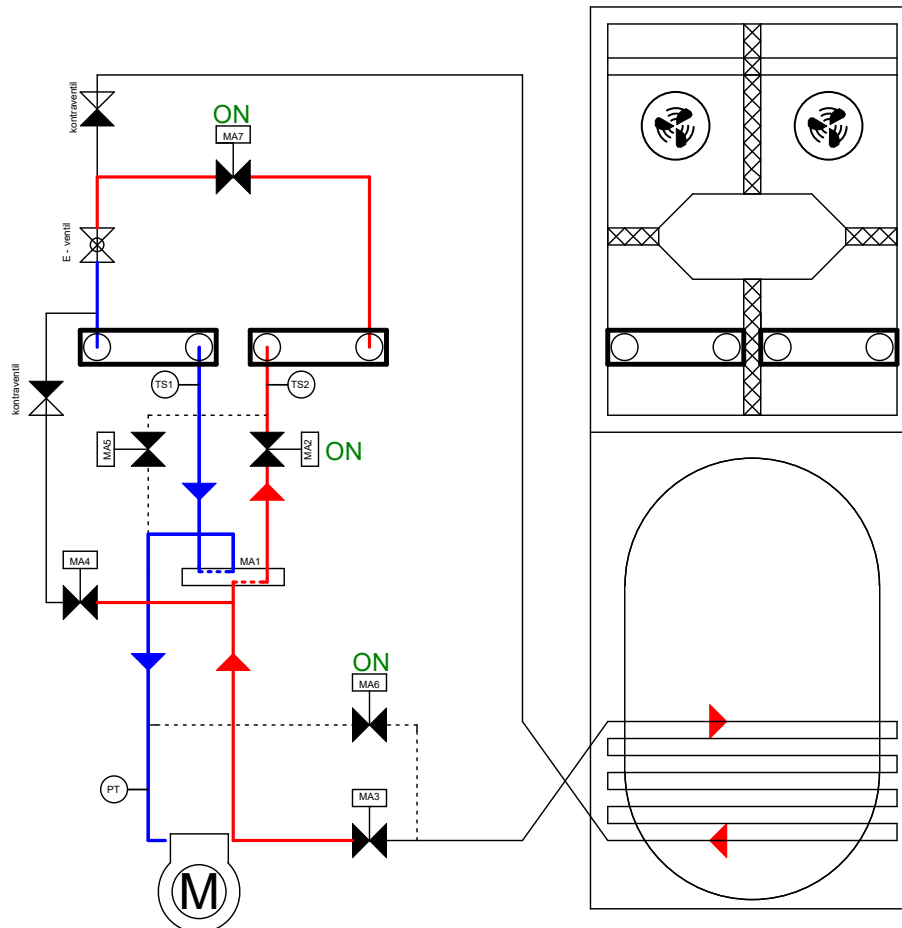 kontraventil
ON
MA7
E - ventil
kontraventil
TS1
TS2
MA5
MA2
ON
MA4
MA1
ON
MA6
PT
MA3
M